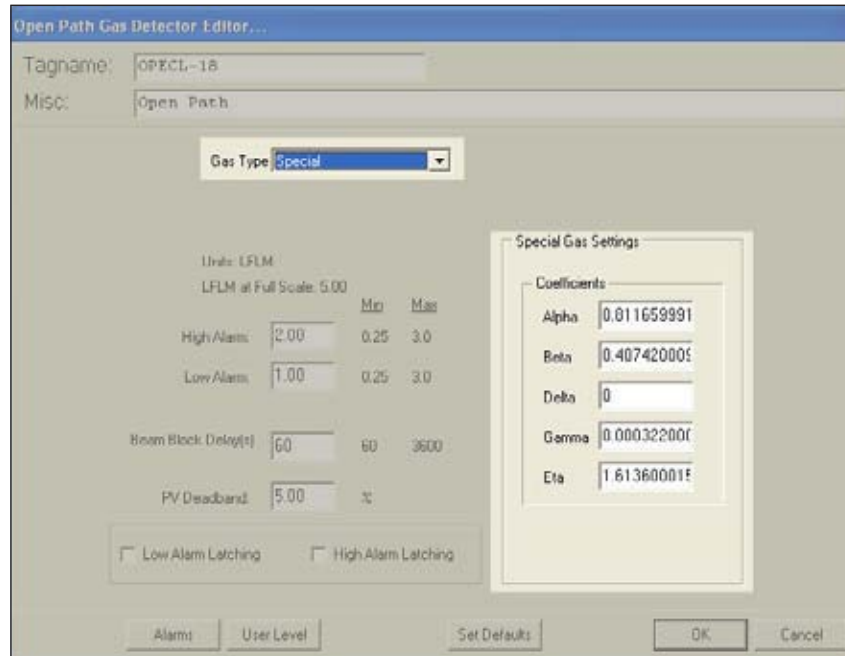 Open Path Gas Detector Editor...
Tagname: OPECL-18
Misc: Open Path
Gas Type Special
Units: LFLM
LFLM at Full Scale: 5.00
Min Max
High Alarm: 2.00 0.25 3.0
Low Alarm: 1.00 0.25 3.0
Beam Block Delay(s) 60 60 3600
PV Deadband: 5.00 %
Low Alarm Latching High Alarm Latching
Special Gas Settings
Coefficients
Alpha 0.811659991
Beta 0.407420009
Delta 0
Gamma 0.00032200
Eta 1.61360001
Alarms User Level Set Defaults OK Cancel